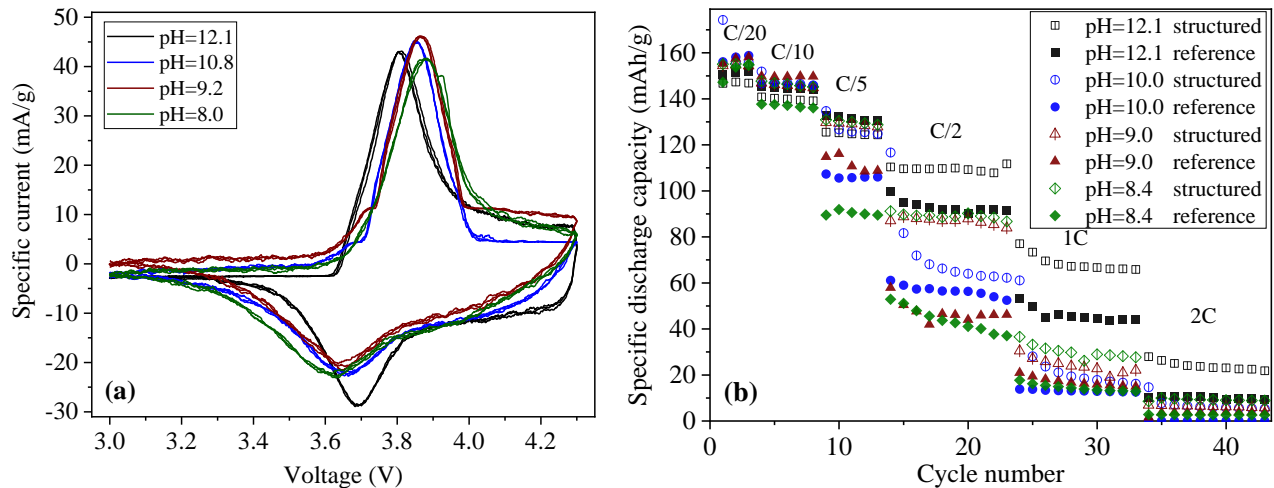 50
40
30
20
10
0
-10
-20
-30
Specific current (mA/g)
pH=12.1
pH=10.8
pH=9.2
pH=8.0
(a)
3.0 3.2 3.4 3.6 3.8 4.0 4.2
Voltage (V)
180
160
140
120
100
80
60
40
20
0
Specific discharge capacity (mAh/g)
C/20
C/10
C/5
C/2
1C
2C
pH=12.1 structured
pH=12.1 reference
pH=10.0 structured
pH=10.0 reference
pH=9.0 structured
pH=9.0 reference
pH=8.4 structured
pH=8.4 reference
(b)
0 10 20 30 40
Cycle number